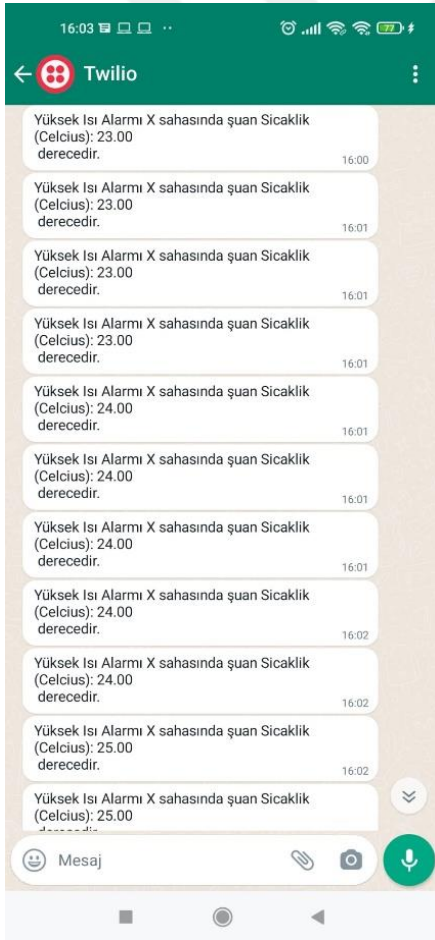 16:03
77
Twilio
Yüksek Isı Alarmı X sahasında şuan Sicaklik
(Celcius): 23.00
derecedir.
16:00
Yüksek Isı Alarmı X sahasında şuan Sicaklik
(Celcius): 23.00
derecedir.
16:01
Yüksek Isı Alarmı X sahasında şuan Sicaklik
(Celcius): 23.00
derecedir.
16:01
Yüksek Isı Alarmı X sahasında şuan Sicaklik
(Celcius): 23.00
derecedir.
16:01
Yüksek Isı Alarmı X sahasında şuan Sicaklik
(Celcius): 24.00
derecedir.
16:01
Yüksek Isı Alarmı X sahasında şuan Sicaklik
(Celcius): 24.00
derecedir.
16:01
Yüksek Isı Alarmı X sahasında şuan Sicaklik
(Celcius): 24.00
derecedir.
16:01
Yüksek Isı Alarmı X sahasında şuan Sicaklik
(Celcius): 24.00
derecedir.
16:02
Yüksek Isı Alarmı X sahasında şuan Sicaklik
(Celcius): 24.00
derecedir.
16:02
Yüksek Isı Alarmı X sahasında şuan Sicaklik
(Celcius): 25.00
derecedir.
16:02
Yüksek Isı Alarmı X sahasında şuan Sicaklik
(Celcius): 25.00
Mesaj